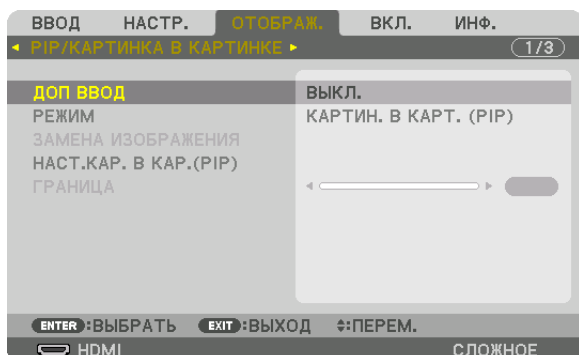 ВВОД НАСТР. ОТОБРАЖ. ВКЛ. ИНФ.
PIP/КАРТИНКА В КАРТИНКЕ 1/3
ДОП ВВОД ВЫКЛ.
РЕЖИМ КАРТИН. В КАРТ. (PIP)
ЗАМЕНА ИЗОБРАЖЕНИЯ
НАСТ.КАР. В КАР.(PIP)
ГРАНИЦА
ENTER :ВЫБРАТЬ EXIT :ВЫХОД :ПЕРЕМ.
HDMI СЛОЖНОЕ